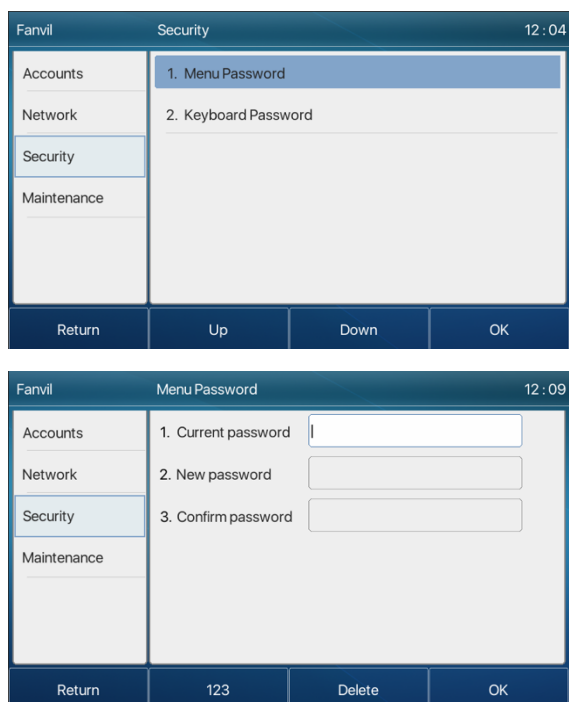 Fanvil Security 12:04
Accounts
Network
Security
Maintenance
1. Menu Password
2. Keyboard Password
Return Up Down OK
Fanvil Menu Password 12:09
Accounts
Network
Security
Maintenance
1. Current password
2. New password
3. Confirm password
Return 123 Delete OK